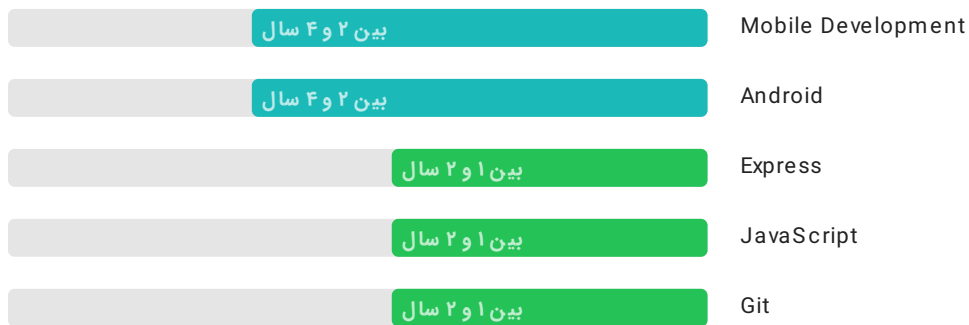 Mobile Development
بین ۲ و ۴ سال
Android
بین ۲ و ۴ سال
Express
بین ۱ و ۲ سال
JavaScript
بین ۱ و ۲ سال
Git
بین ۱ و ۲ سال